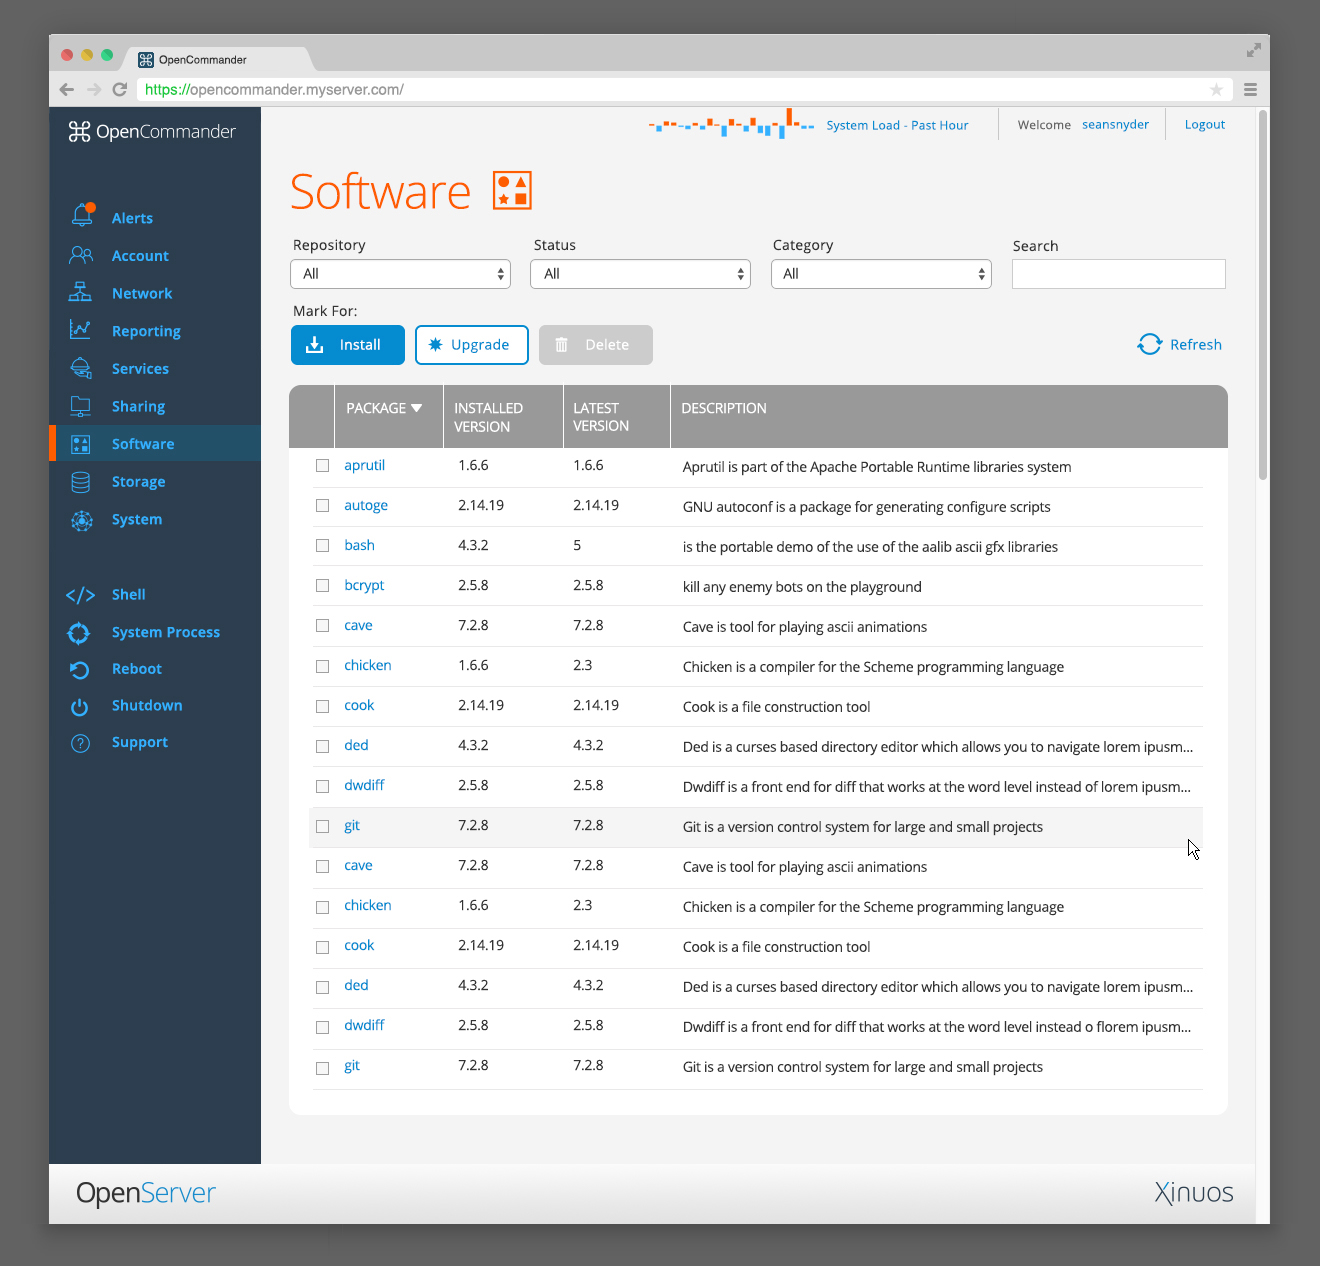 OpenCommander
https://opencommander.myserver.com/
OpenCommander
System Load - Past Hour
Welcome seansnyder
Logout
Alerts
Account
Network
Reporting
Services
Sharing
Software
Storage
System
Shell
System Process
Reboot
Shutdown
? Support
Software
Repository Status Category Search
All All All
Mark For:
Install Upgrade Delete Refresh
PACKAGE INSTALLED VERSION LATEST VERSION DESCRIPTION
aprutil 1.6.6 1.6.6 Aprutil is part of the Apache Portable Runtime libraries system
autoge 2.14.19 2.14.19 GNU autoconf is a package for generating configure scripts
bash 4.3.2 5 is the portable demo of the use of the aalib ascii gfx libraries
bcrypt 2.5.8 2.5.8 kill any enemy bots on the playground
cave 7.2.8 7.2.8 Cave is tool for playing ascii animations
chicken 1.6.6 2.3 Chicken is a compiler for the Scheme programming language
cook 2.14.19 2.14.19 Cook is a file construction tool
ded 4.3.2 4.3.2 Ded is a curses based directory editor which allows you to navigate lorem ipusm...
dwdiff 2.5.8 2.5.8 Dwdiff is a front end for diff that works at the word level instead of lorem ipusm...
git 7.2.8 7.2.8 Git is a version control system for large and small projects
cave 7.2.8 7.2.8 Cave is tool for playing ascii animations
chicken 1.6.6 2.3 Chicken is a compiler for the Scheme programming language
cook 2.14.19 2.14.19 Cook is a file construction tool
ded 4.3.2 4.3.2 Ded is a curses based directory editor which allows you to navigate lorem ipusm...
dwdiff 2.5.8 2.5.8 Dwdiff is a front end for diff that works at the word level instead o florem ipusm...
git 7.2.8 7.2.8 Git is a version control system for large and small projects
OpenServer
Xinuos